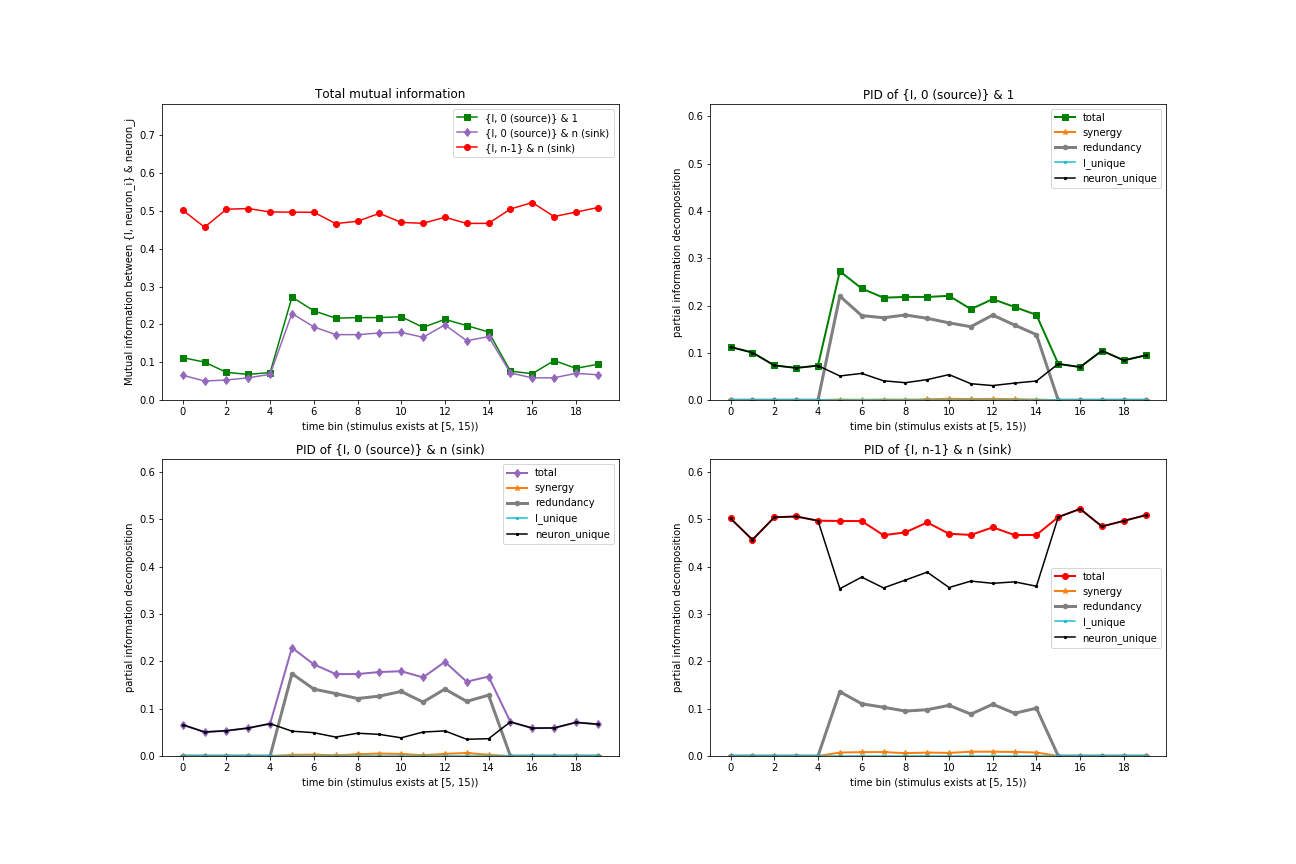 Total mutual information
Mutual information between {I, neuron_i} & neuron_j
0.7
0.6
0.5
0.4
0.3
0.2
0.1
0.0
{I, 0 (source)} & 1
{I, 0 (source)} & n (sink)
{I, n-1} & n (sink)
0 2 4 6 8 10 12 14 16 18
time bin (stimulus exists at [5, 15))
PID of {I, 0 (source)} & 1
partial information decomposition
0.6
0.5
0.4
0.3
0.2
0.1
0.0
total
synergy
redundancy
I_unique
neuron_unique
0 2 4 6 8 10 12 14 16 18
time bin (stimulus exists at [5, 15))
PID of {I, 0 (source)} & n (sink)
partial information decomposition
0.6
0.5
0.4
0.3
0.2
0.1
0.0
total
synergy
redundancy
I_unique
neuron_unique
0 2 4 6 8 10 12 14 16 18
time bin (stimulus exists at [5, 15))
PID of {I, n-1} & n (sink)
partial information decomposition
0.6
0.5
0.4
0.3
0.2
0.1
0.0
total
synergy
redundancy
I_unique
neuron_unique
0 2 4 6 8 10 12 14 16 18
time bin (stimulus exists at [5, 15))